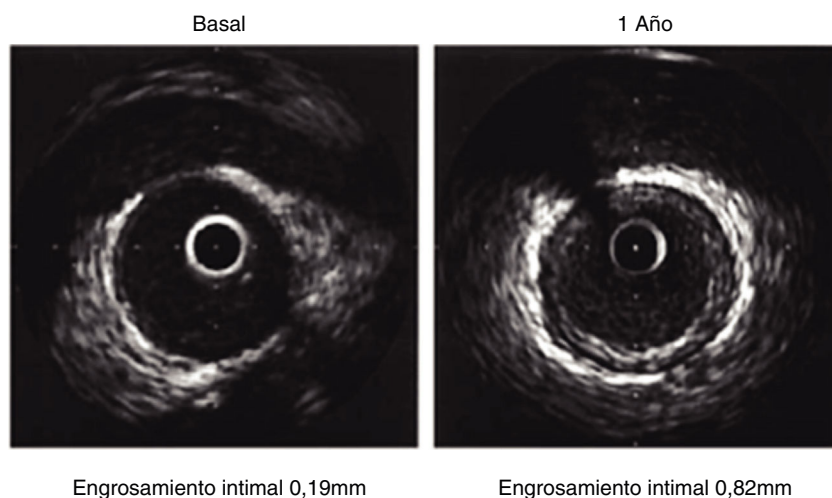 Basal
1 Año
Engrosamiento intimal 0,19mm
Engrosamiento intimal 0,82mm